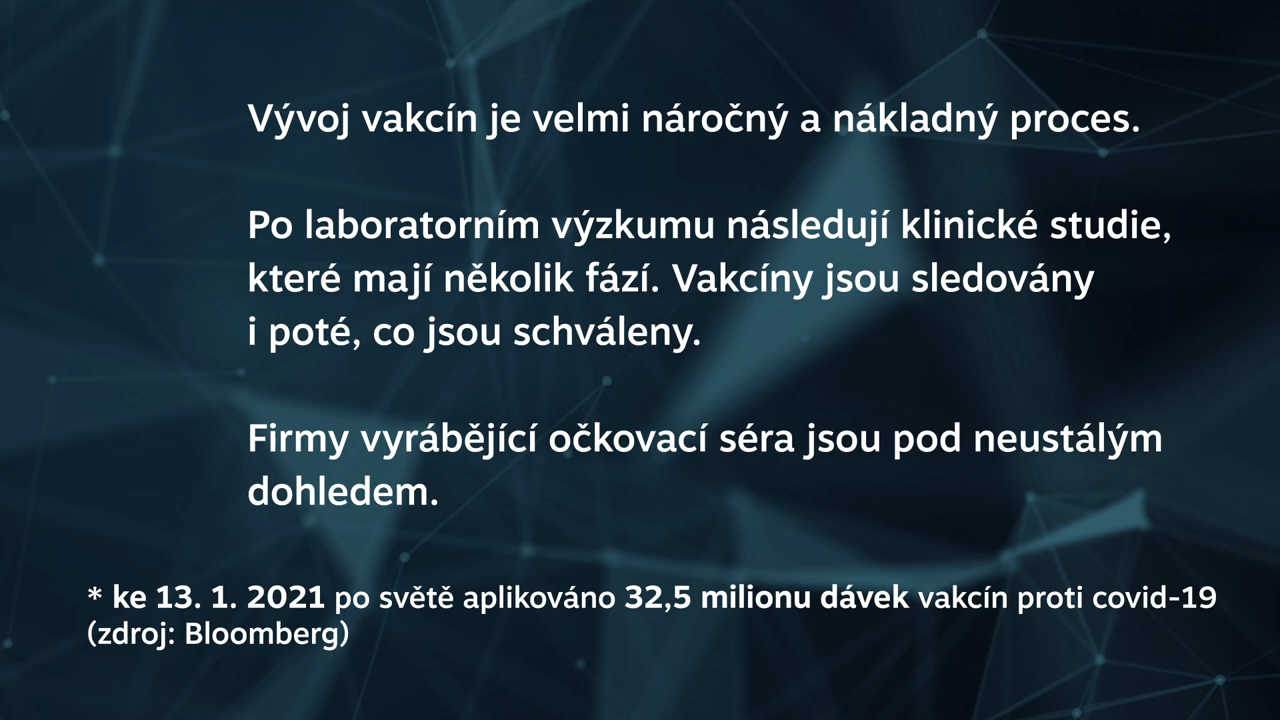 Vývoj vakcín je velmi náročný a nákladný proces.
Po laboratorním výzkumu následují klinické studie,
které mají několik fází. Vakcíny jsou sledovány
i poté, co jsou schváleny.
Firmy vyrábějící očkovací séra jsou pod neustálým
dohledem.
* ke 13. 1. 2021 po světě aplikováno 32,5 milionu dávek vakcín proti covid-19
(zdroj: Bloomberg)